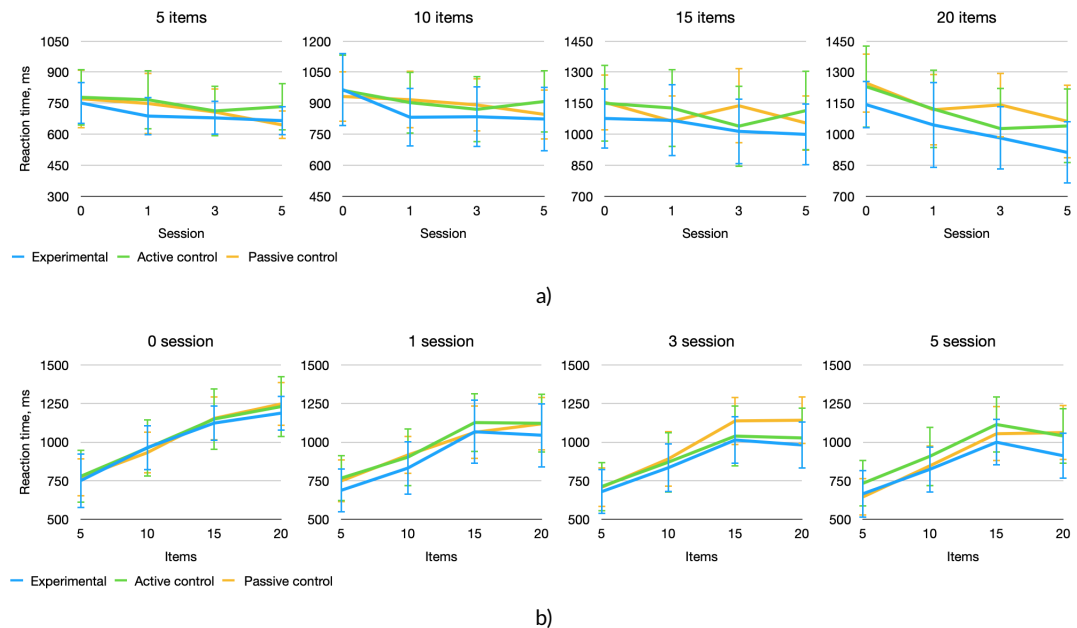 5 items 10 items 15 items 20 items
1050 1200 1450 1450
900 1050 1300 1300
750 900 1150 1150
600 750 1000 1000
450 600 850 850
300 450 700 700
Reaction time, ms
0 1 3 5 0 1 3 5 0 1 3 5 0 1 3 5
Session Session Session Session
Experimental Active control Passive control
a)
0 session 1 session 3 session 5 session
1500 1500 1500 1500
1250 1250 1250 1250
1000 1000 1000 1000
750 750 750 750
500 500 500 500
Reaction time, ms
5 10 15 20 5 10 15 20 5 10 15 20 5 10 15 20
Items Items Items Items
Experimental Active control Passive control
b)